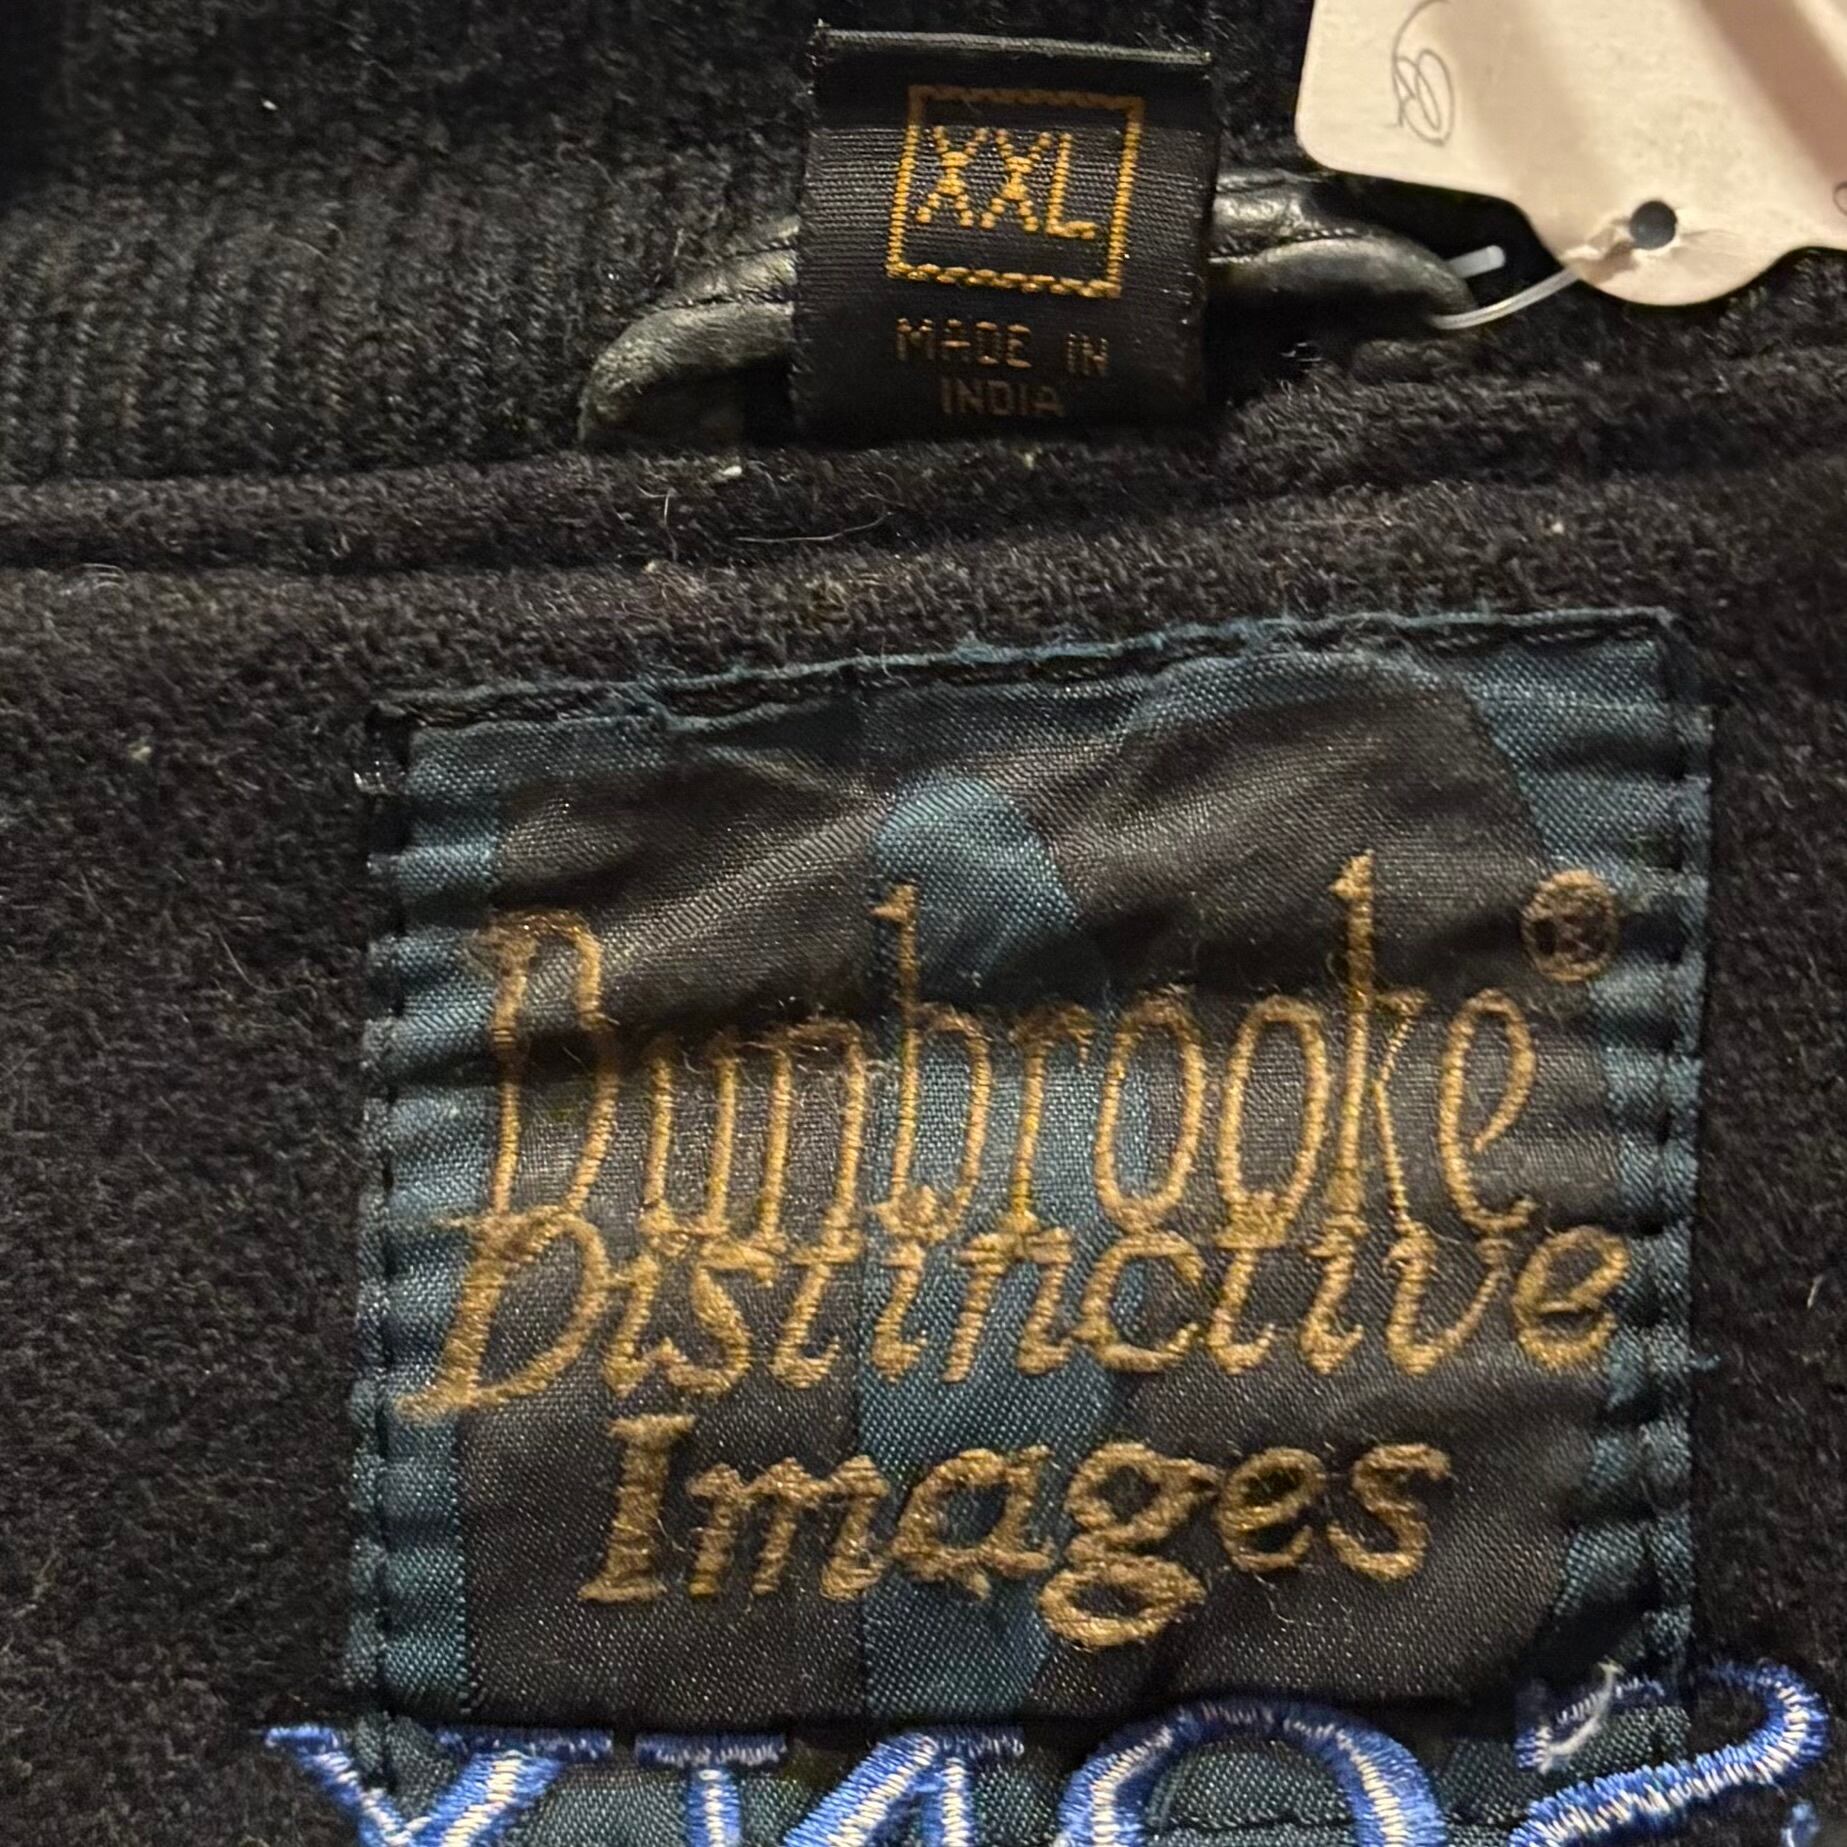 XXL
MADE IN
INDIA
Dunbrooke®
Distinctive
Images